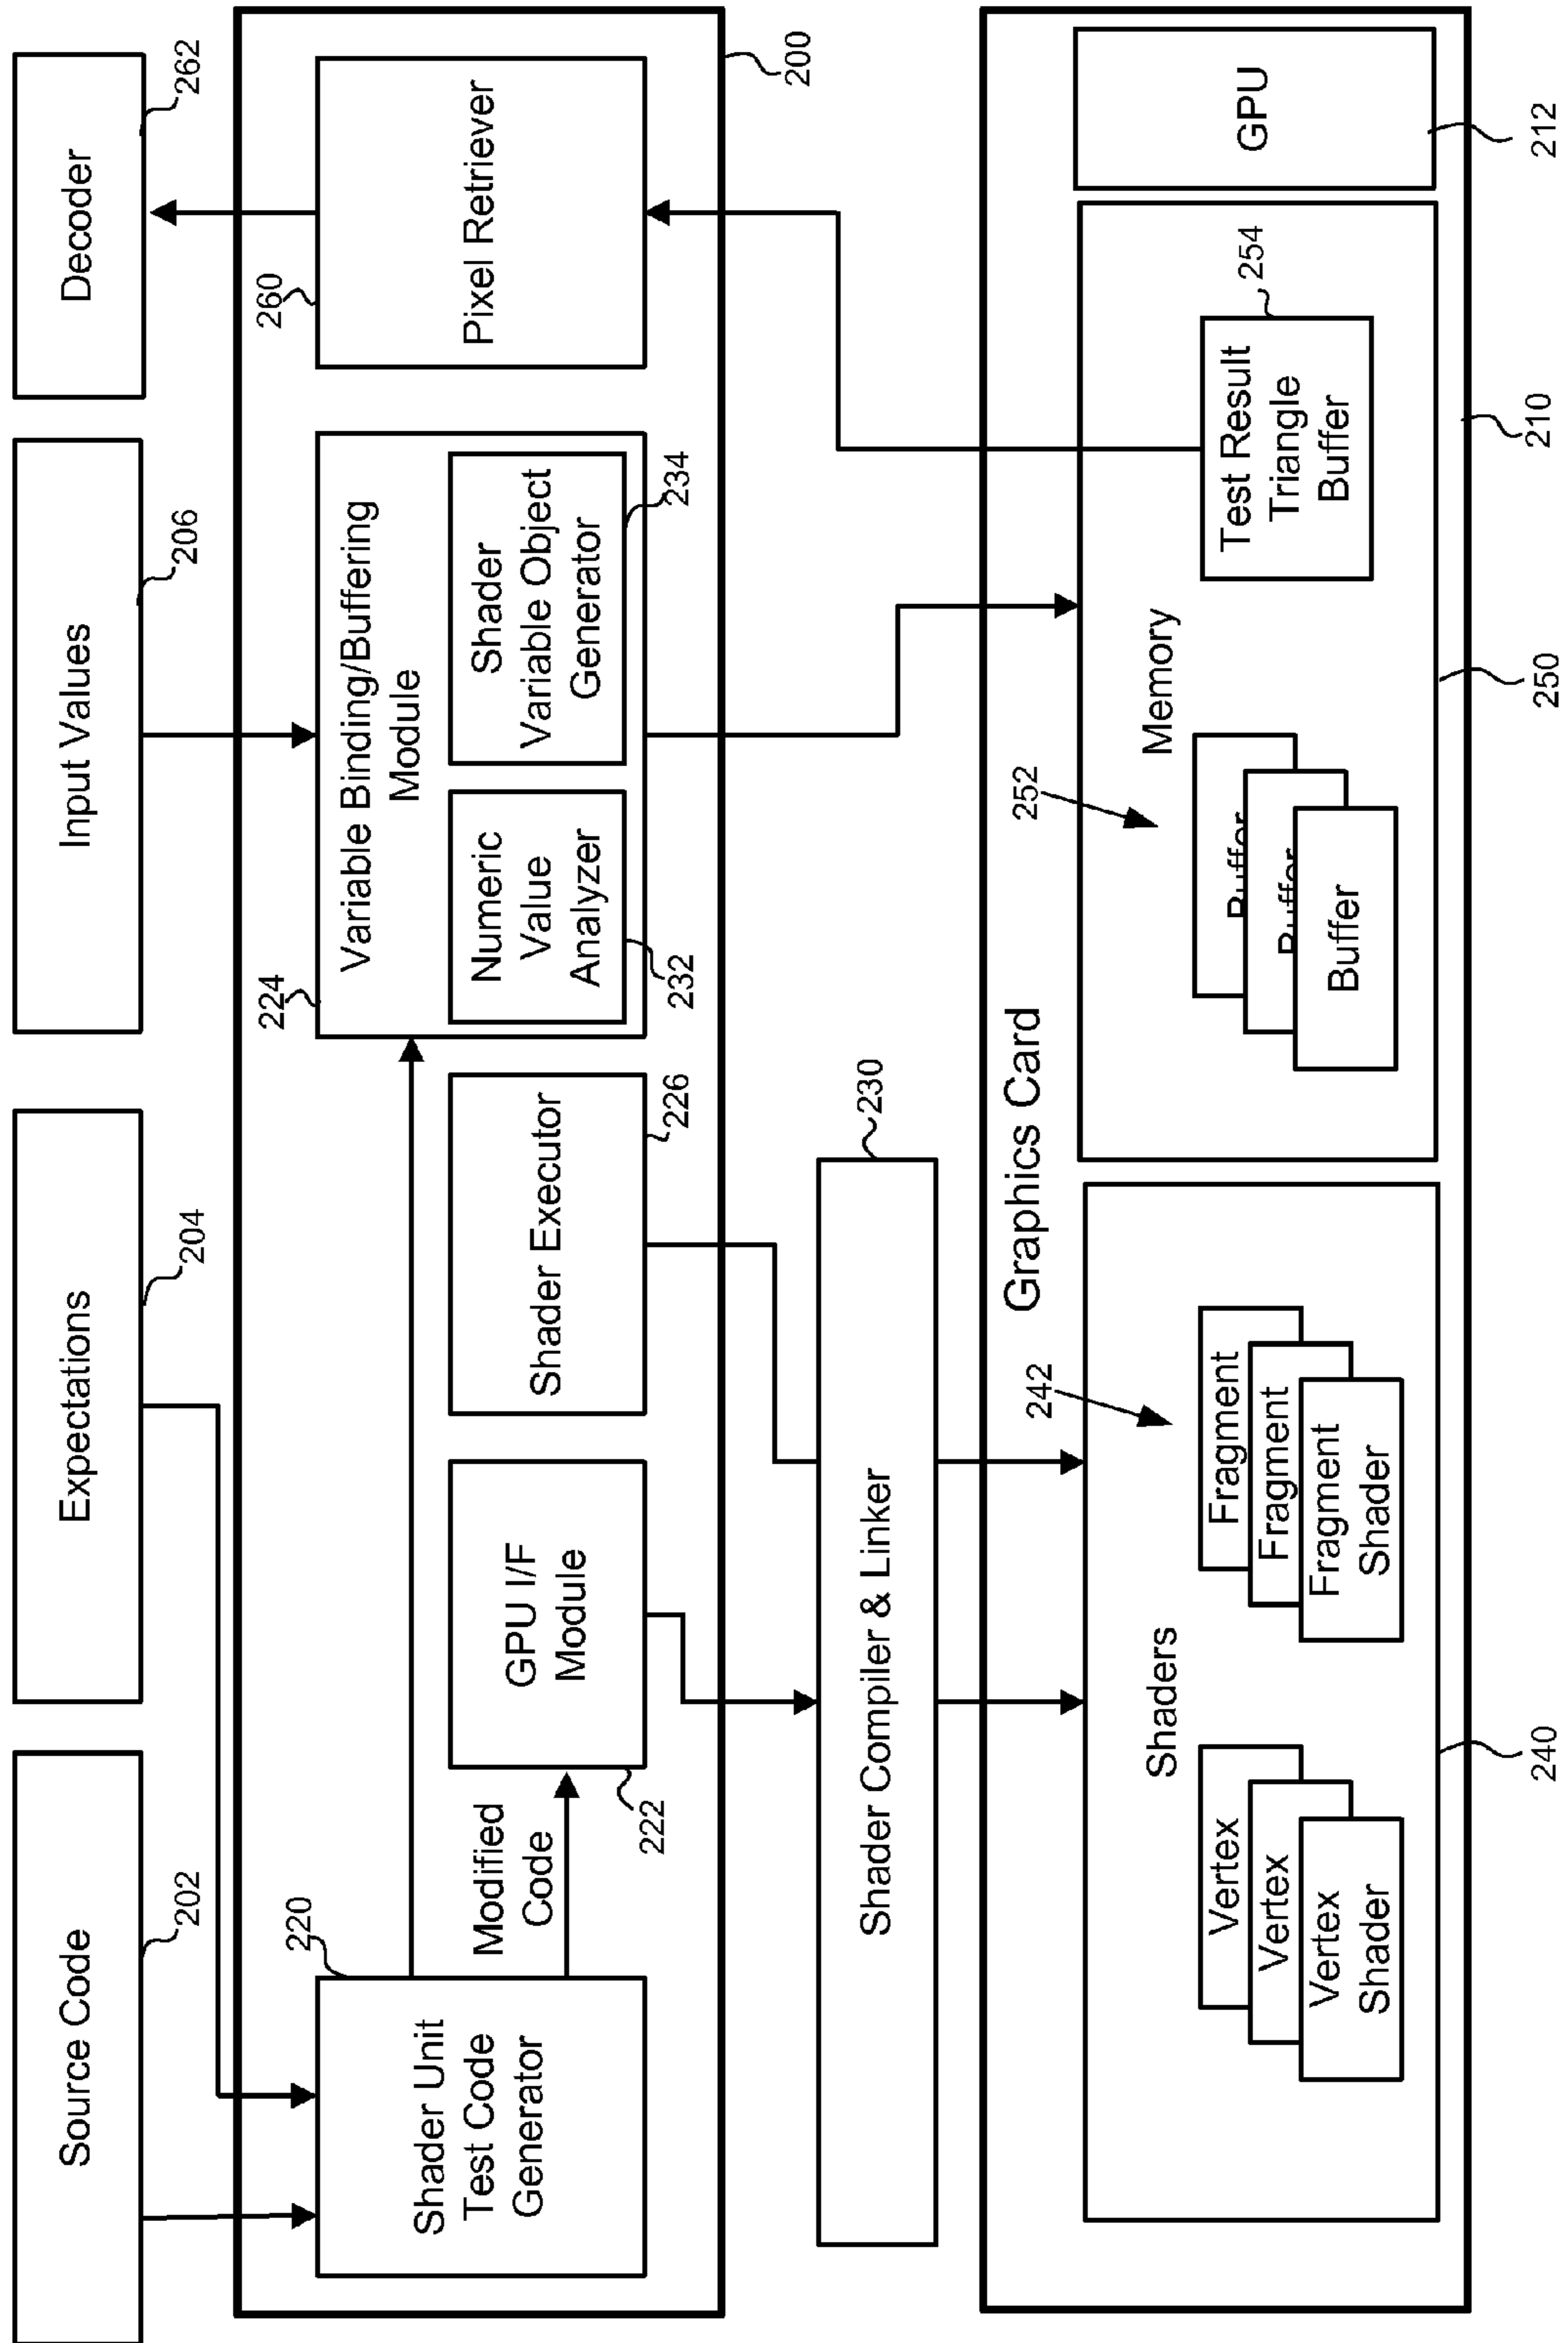 Source Code
202
Expectations
204
Input Values
206
Decoder
262
200
220
Shader Unit
Test Code
Generator
Modified
Code
222
GPU I/F
Module
Shader Executor
226
224
Variable Binding/Buffering
Module
Numeric
Value
Analyzer
232
Shader
Variable Object
Generator
234
260
Pixel Retriever
Shader Compiler & Linker
230
Graphics Card
Shaders
Vertex
Vertex
Vertex
Shader
242
Fragment
Fragment
Fragment
Shader
240
Memory
252
Buffer
Buffer
Buffer
Test Result
Triangle
Buffer
254
250
210
GPU
212